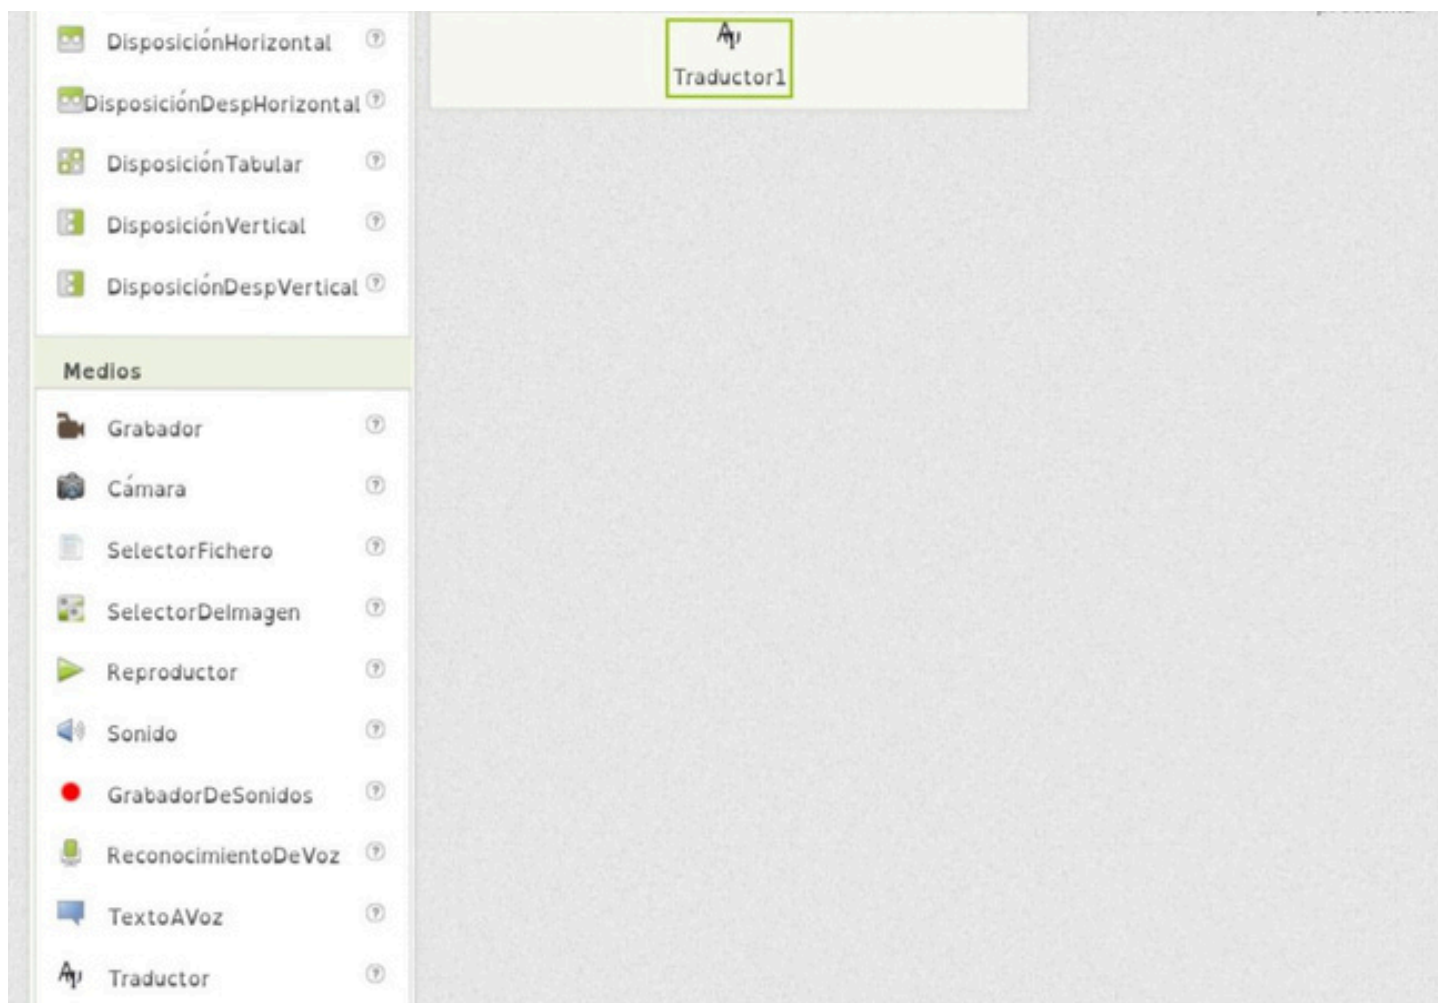 DisposiciónHorizontal
DisposiciónDespHorizontal
DisposiciónTabular
DisposiciónVertical
DisposiciónDespVertical
Medios
Grabador
Cámara
SelectorFichero
SelectorDeImagen
Reproductor
Sonido
GrabadorDeSonidos
ReconocimientoDeVoz
TextoAVoz
Traductor
Traductor1